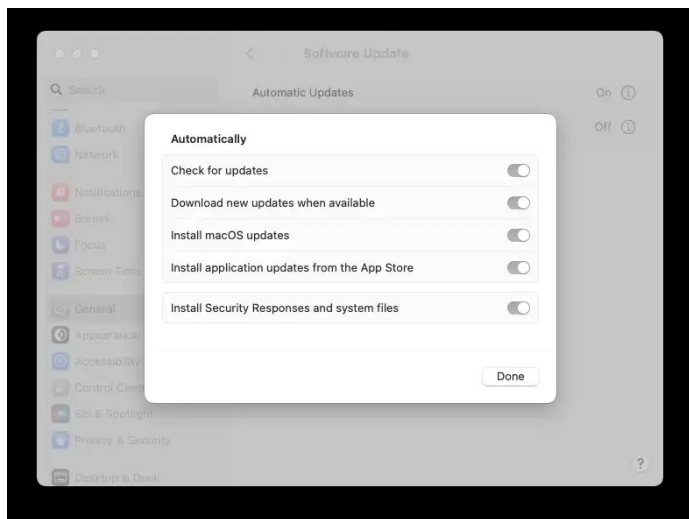 Software Update
Search
Automatic Updates
On
Off
Bluetooth
Network
Notifications
Sound
Focus
Screen Time
General
Appearance
Accessibility
Control Cent
Siri & Spotlight
Privacy & Security
Desktop & Dock
Automatically
Check for updates
Download new updates when available
Install macOS updates
Install application updates from the App Store
Install Security Responses and system files
Done
?